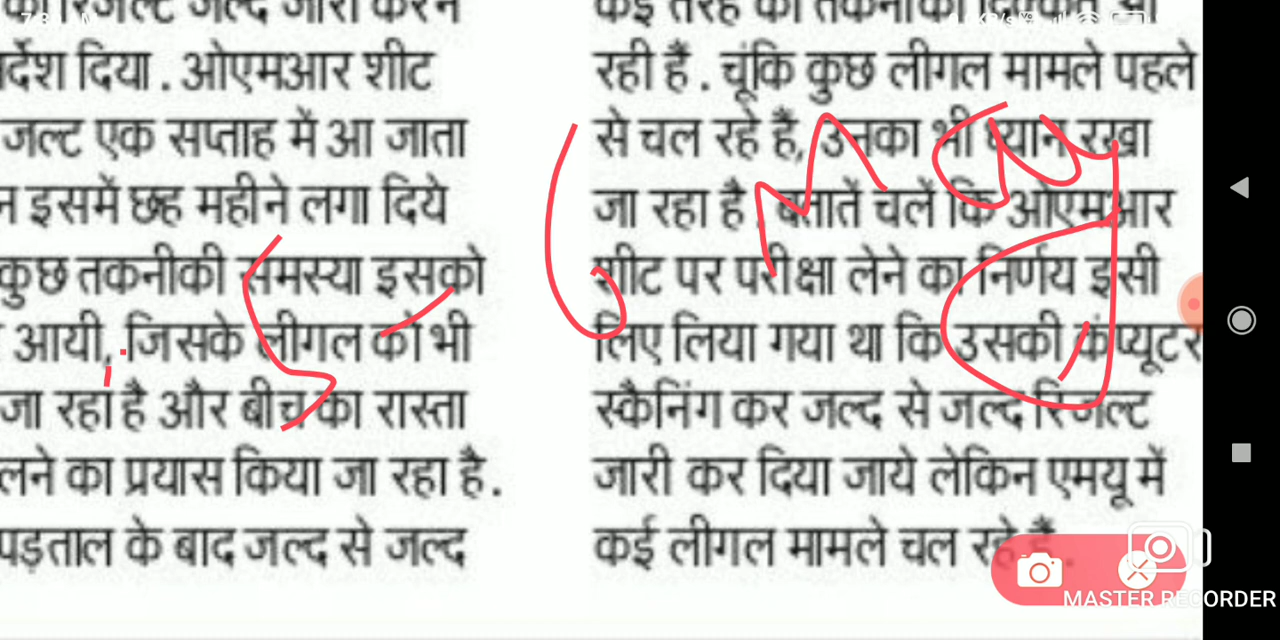 का रिजल्ट जल्द जारी करने
र्देश दिया . ओएमआर शीट
जल्ट एक सप्ताह में आ जाता
न इसमें छह महीने लगा दिये
कुछ तकनीकी समस्या इसको
आयी, जिसके लीगल को भी
जा रहा है और बीच का रास्ता
लने का प्रयास किया जा रहा है.
पड़ताल के बाद जल्द से जल्द
कई तरह की तकनीकी दिक्कतें आ
रही हैं . चूंकि कुछ लीगल मामले पहले
से चल रहे है, उनका भी ध्यान रखा
जा रहा है . बतातें चलें कि ओएमआर
शीट पर परीक्षा लेने का निर्णय इसी
लिए लिया गया था कि उसकी कंप्यूटर
स्कैनिंग कर जल्द से जल्द रिजल्ट
जारी कर दिया जाये लेकिन एमयू में
कई लीगल मामले चल रहे हैं .
MASTER RECORDER